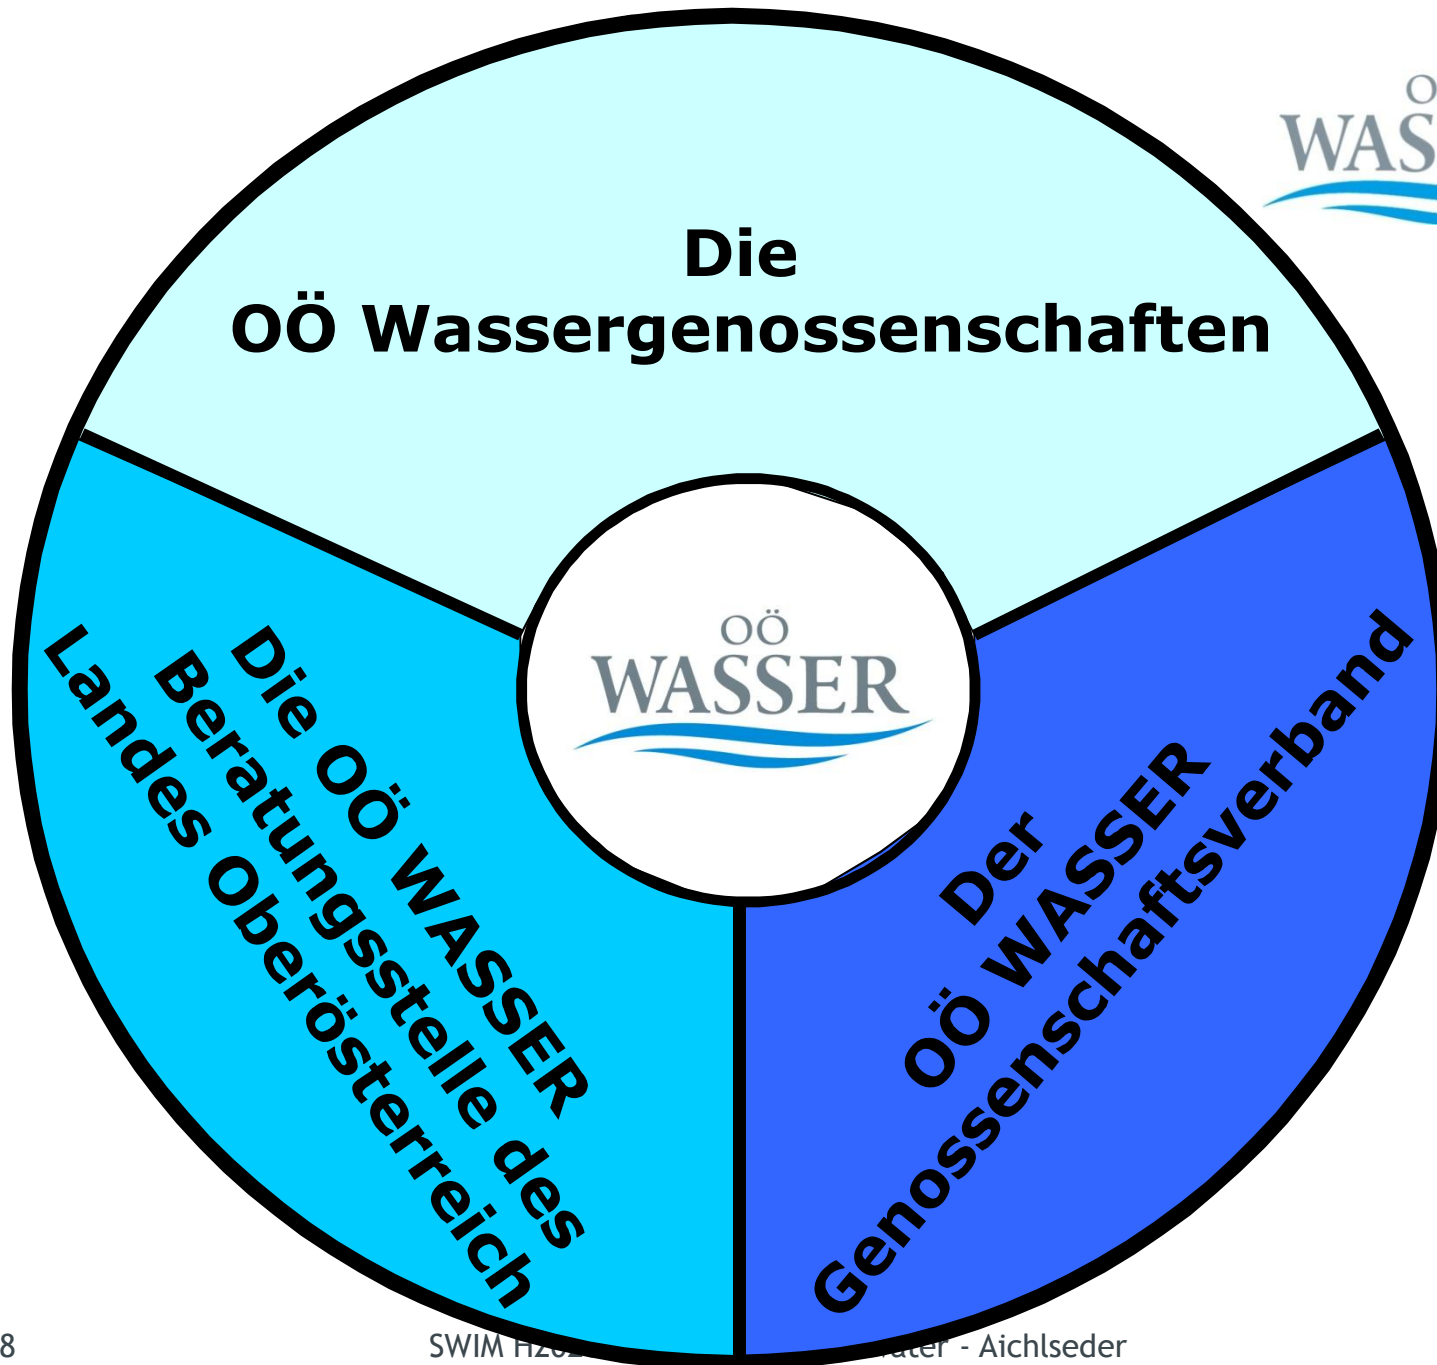 Die
OÖ Wassergenossenschaften
OÖ
WASSER
Die OÖ WASSER
Beratungsstelle des
Landes Oberösterreich
Der
OÖ WASSER
Genossenschaftsverband
8
SWIM - Aichlseder